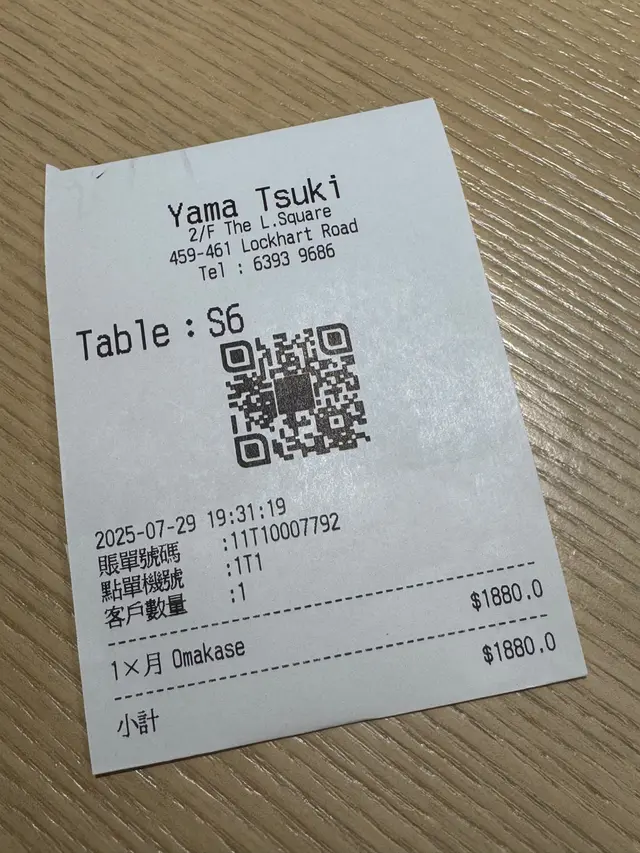 Yama Tsuki
2/F The L.Square
459-461 Lockhart Road
Tel : 6393 9686
Table : S6
2025-07-29 19:31:19
賬單號碼 :11T10007792
點單機號 :1T1
客戶數量 :1
1×月 Omakase $1880.0
小計 $1880.0